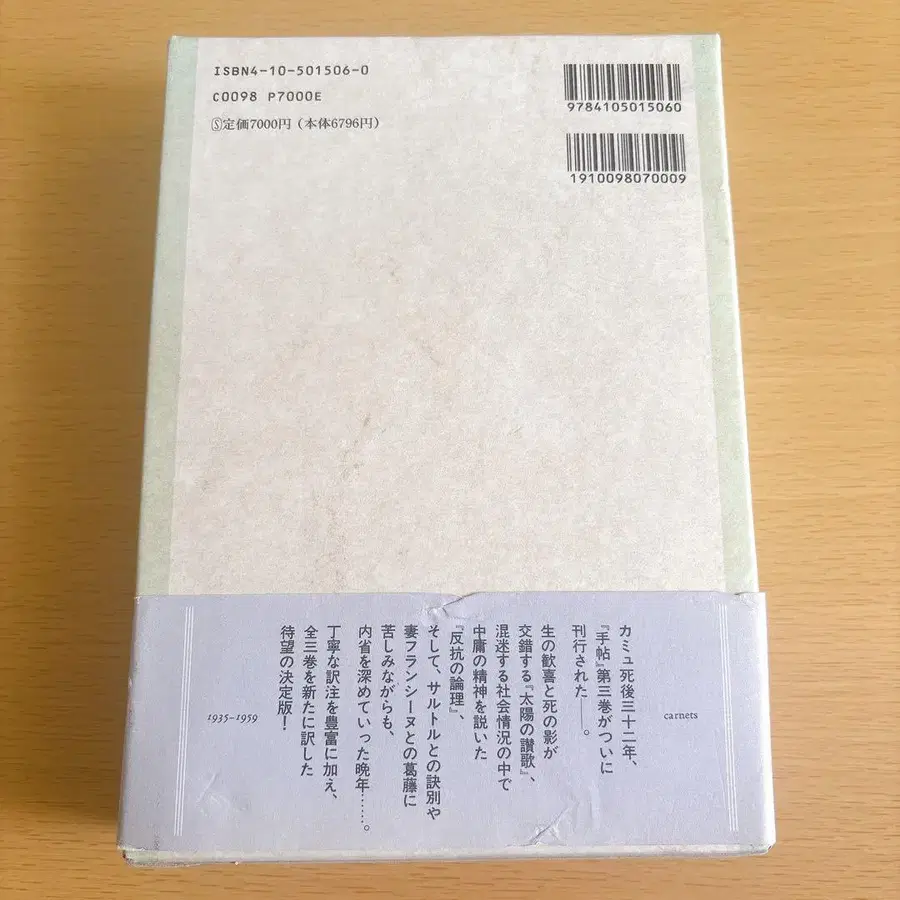 ISBN4-10-501506-0
C0098 P7000E
Ⓢ定価7000円(本体6796円)
9784105015060
1910098070009
carnets
カミュ死後三十二年、
『手帖』第三巻がついに
刊行された――。
生の歓喜と死の影が
交錯する『太陽の讃歌』、
混迷する社会情況の中で
中庸の精神を説いた
『反抗の論理』、
そして、サルトルとの訣別や
妻フランシーヌとの葛藤に
苦しみながらも、
内省を深めていった晩年……。
丁寧な訳注を豊富に加え、
全三巻を新たに訳した
待望の決定版!
1935–1959